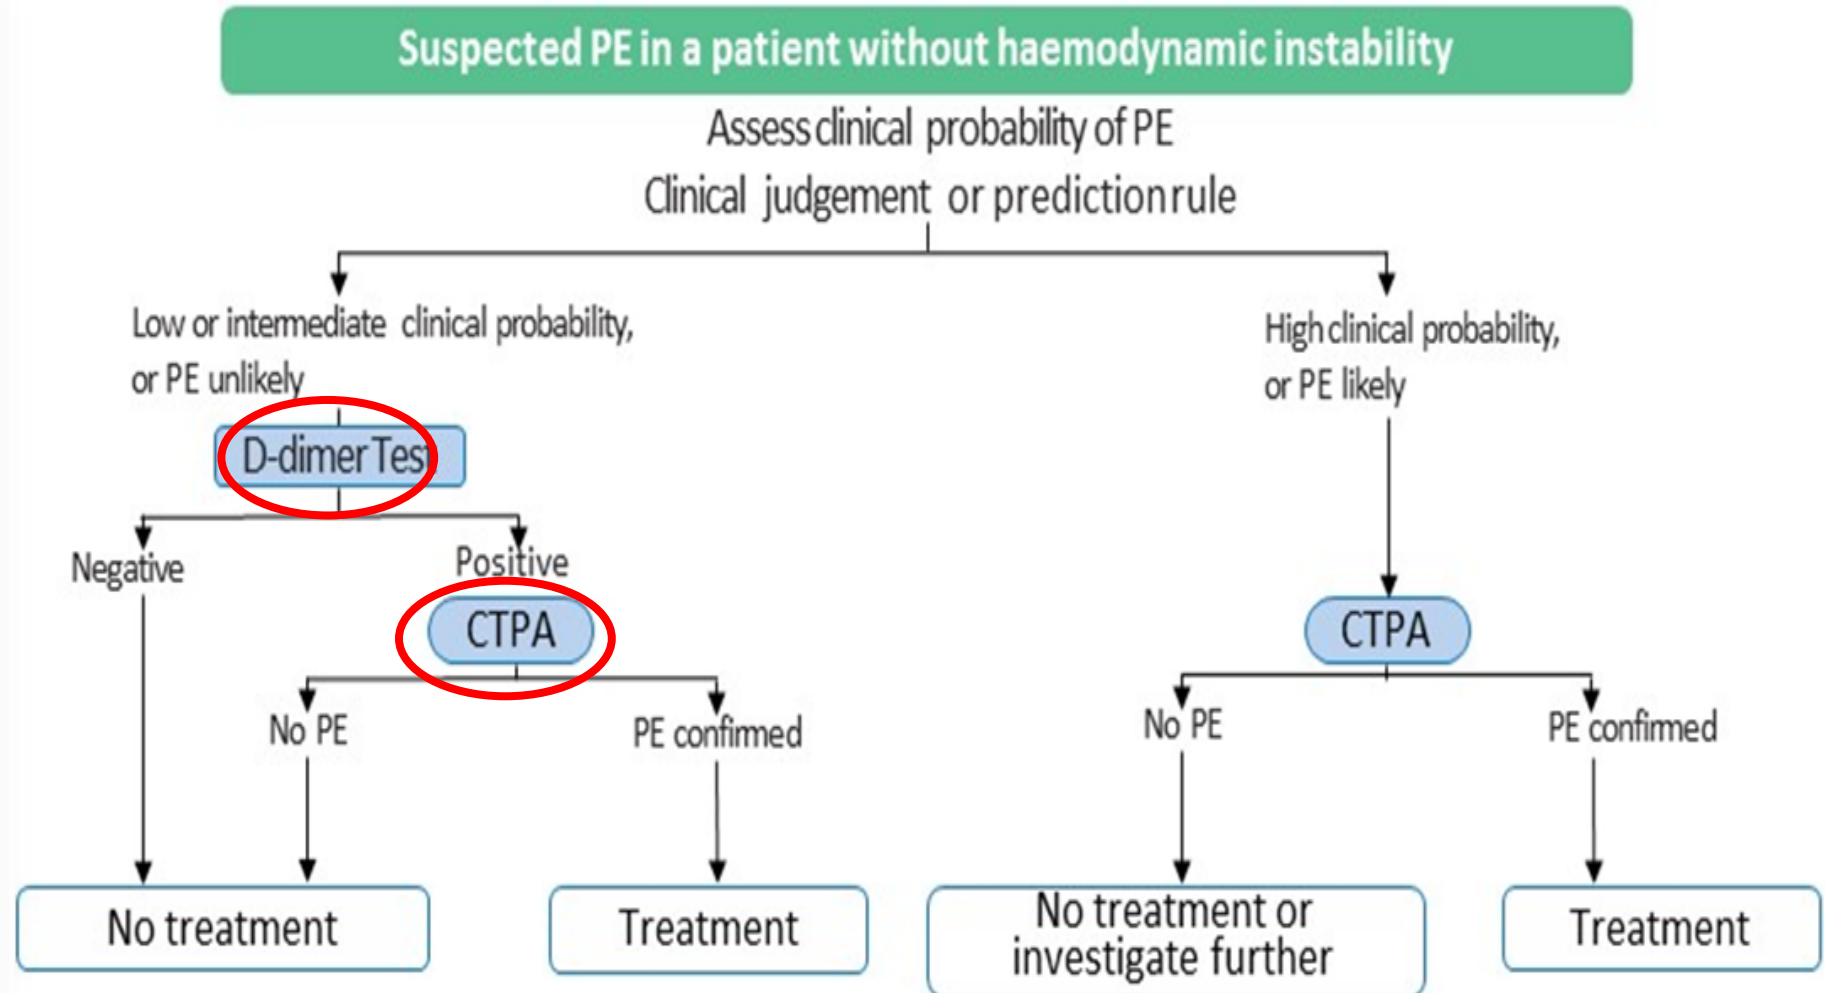 Suspected PE in a patient without haemodynamic instability
Assess clinical probability of PE
Clinical judgement or prediction rule
Low or intermediate clinical probability,
or PE unlikely
High clinical probability,
or PE likely
D-dimer Test
Negative
Positive
CTPA
CTPA
No PE
PE confirmed
No PE
PE confirmed
No treatment
Treatment
No treatment or
investigate further
Treatment